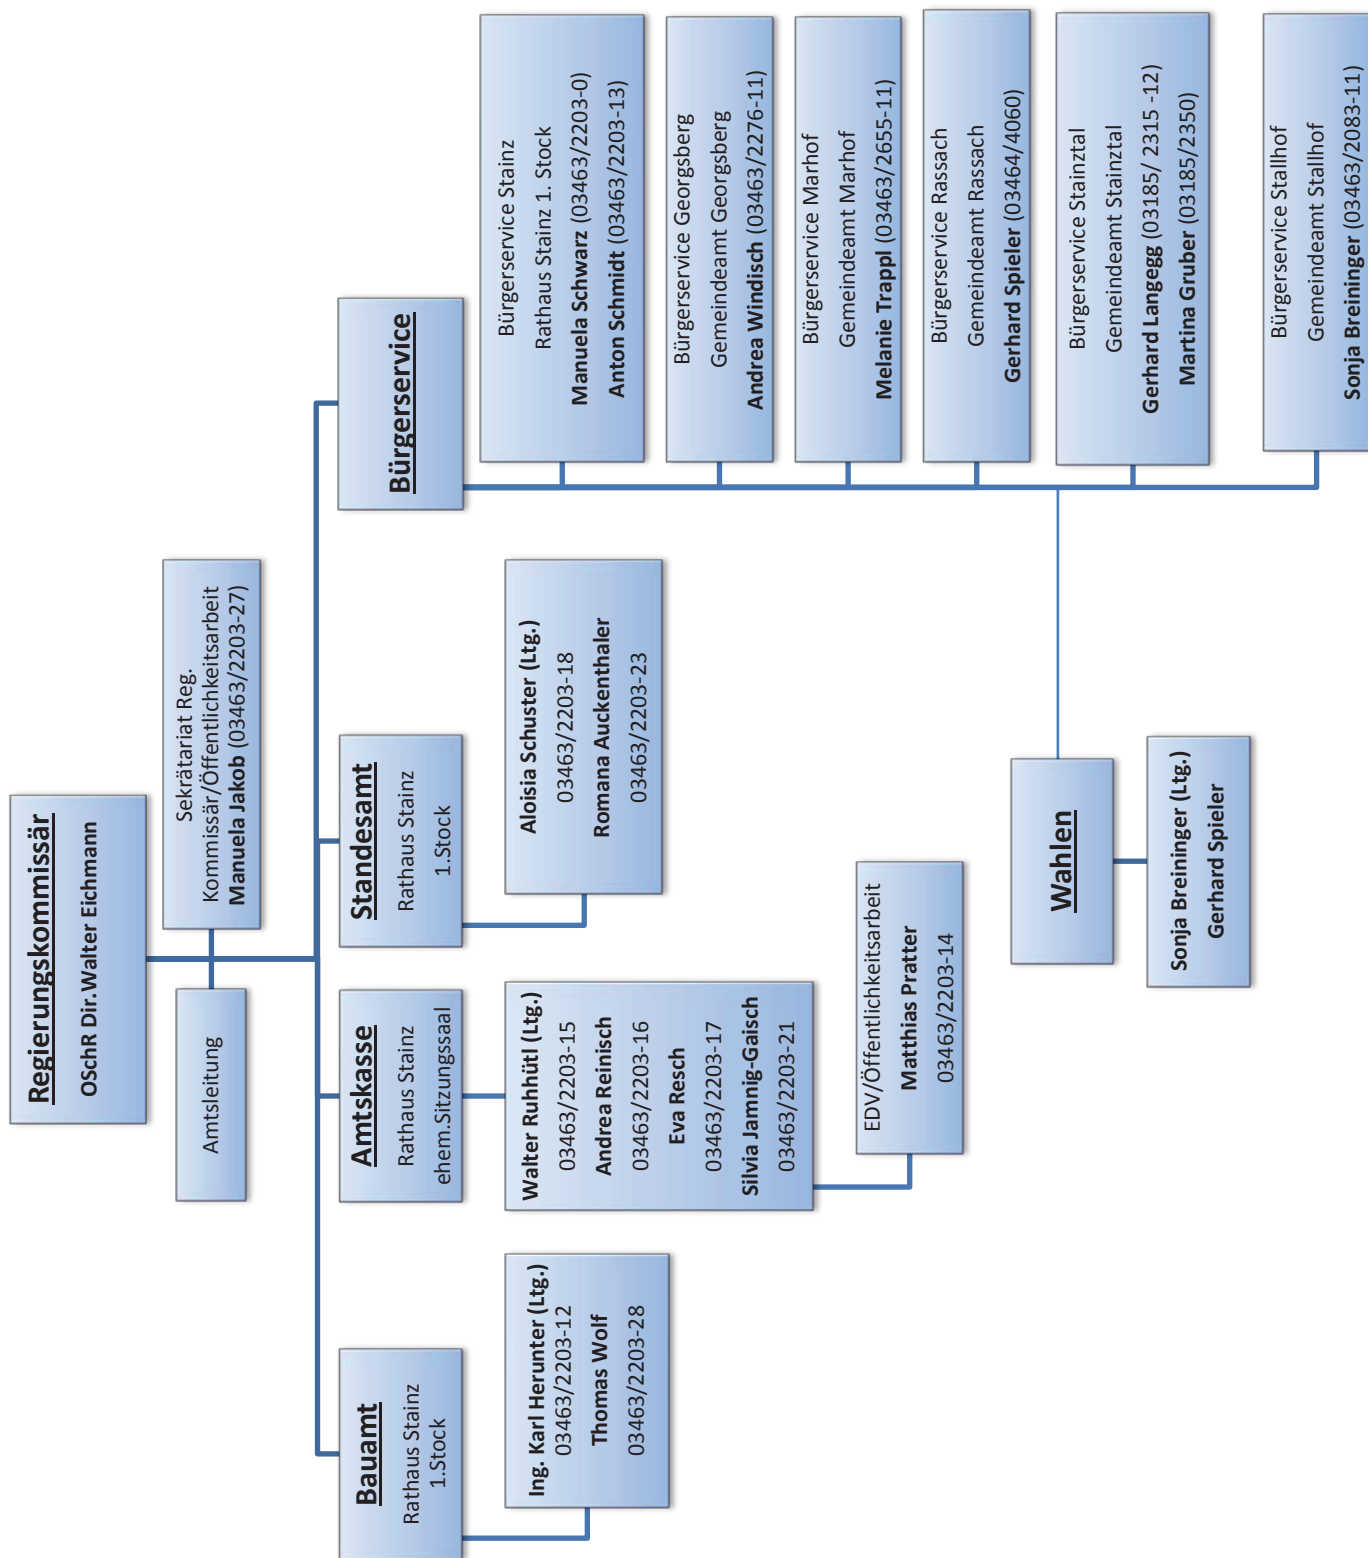 Regierungskommissär
OSchR Dir. Walter Eichmann
Amtsleitung
Sekrätariat Reg.
Kommissär/Öffentlichkeitsarbeit
Manuela Jakob (03463/2203-27)
Bauamt
Rathaus Stainz
1.Stock
Ing. Karl Herunter (Ltg.)
03463/2203-12
Thomas Wolf
03463/2203-28
Amtskasse
Rathaus Stainz
ehem.Sitzungssaal
Walter Ruhhütl (Ltg.)
03463/2203-15
Andrea Reinisch
03463/2203-16
Eva Resch
03463/2203-17
Silvia Jamnig-Gaisch
03463/2203-21
EDV/Öffentlichkeitsarbeit
Matthias Pratter
03463/2203-14
Standesamt
Rathaus Stainz
1.Stock
Aloisia Schuster (Ltg.)
03463/2203-18
Romana Auckenthaler
03463/2203-23
Bürgerservice
Bürgerservice Stainz
Rathaus Stainz 1. Stock
Manuela Schwarz (03463/2203-0)
Anton Schmidt (03463/2203-13)
Bürgerservice Georgsberg
Gemeindeamt Georgsberg
Andrea Windisch (03463/2276-11)
Bürgerservice Marhof
Gemeindeamt Marhof
Melanie Trappl (03463/2655-11)
Bürgerservice Rassach
Gemeindeamt Rassach
Gerhard Spieler (03464/4060)
Bürgerservice Stainztal
Gemeindeamt Stainztal
Gerhard Langegg (03185/ 2315 -12)
Martina Gruber (03185/2350)
Bürgerservice Stallhof
Gemeindeamt Stallhof
Sonja Breininger (03463/2083-11)
Wahlen
Sonja Breininger (Ltg.)
Gerhard Spieler